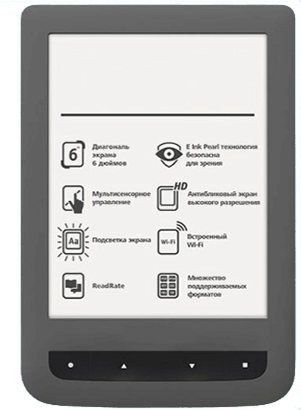 6"
Диагональ
экрана
6 дюймов
E Ink Pearl технология
безопасна
для зрения
Мультисенсорное
управление
HD
Антибликовый экран
высокого разрешения
Aa
Подсветка экрана
Wi-Fi
Встроенный
Wi-Fi
ReadRate
Множество
поддерживаемых
форматов